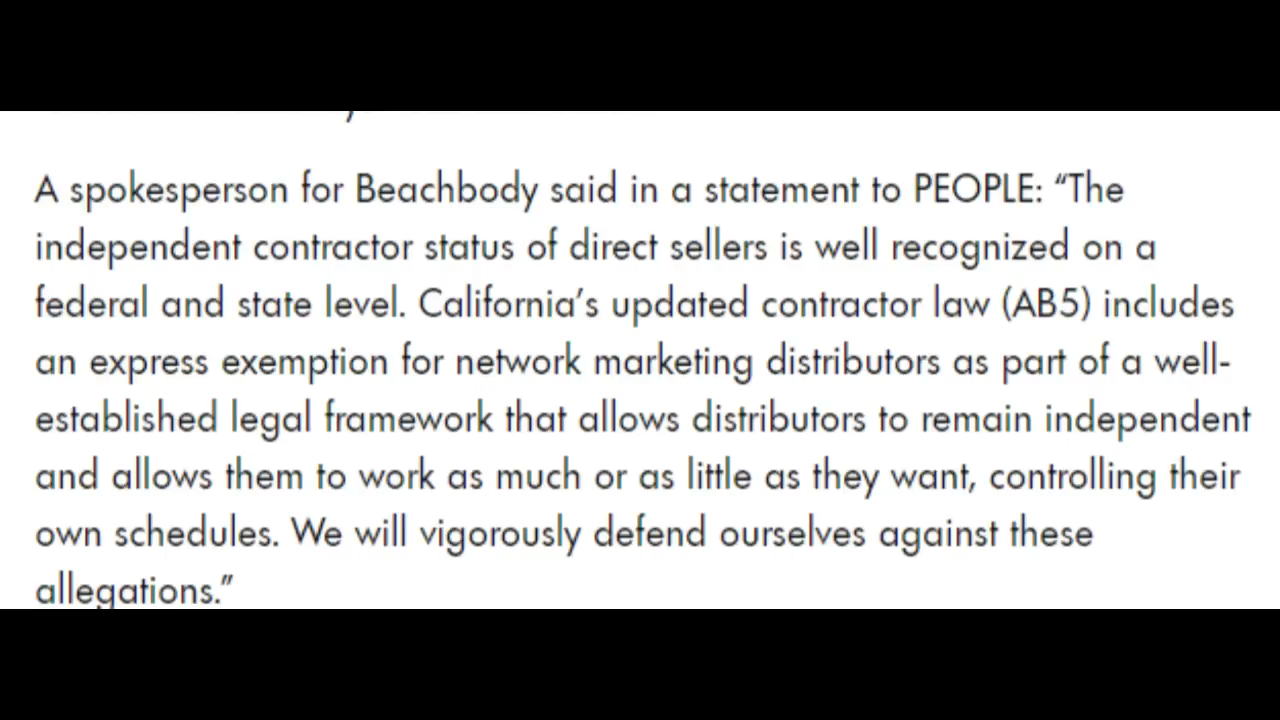 A spokesperson for Beachbody said in a statement to PEOPLE: “The
independent contractor status of direct sellers is well recognized on a
federal and state level. California’s updated contractor law (AB5) includes
an express exemption for network marketing distributors as part of a well-
established legal framework that allows distributors to remain independent
and allows them to work as much or as little as they want, controlling their
own schedules. We will vigorously defend ourselves against these
allegations.”